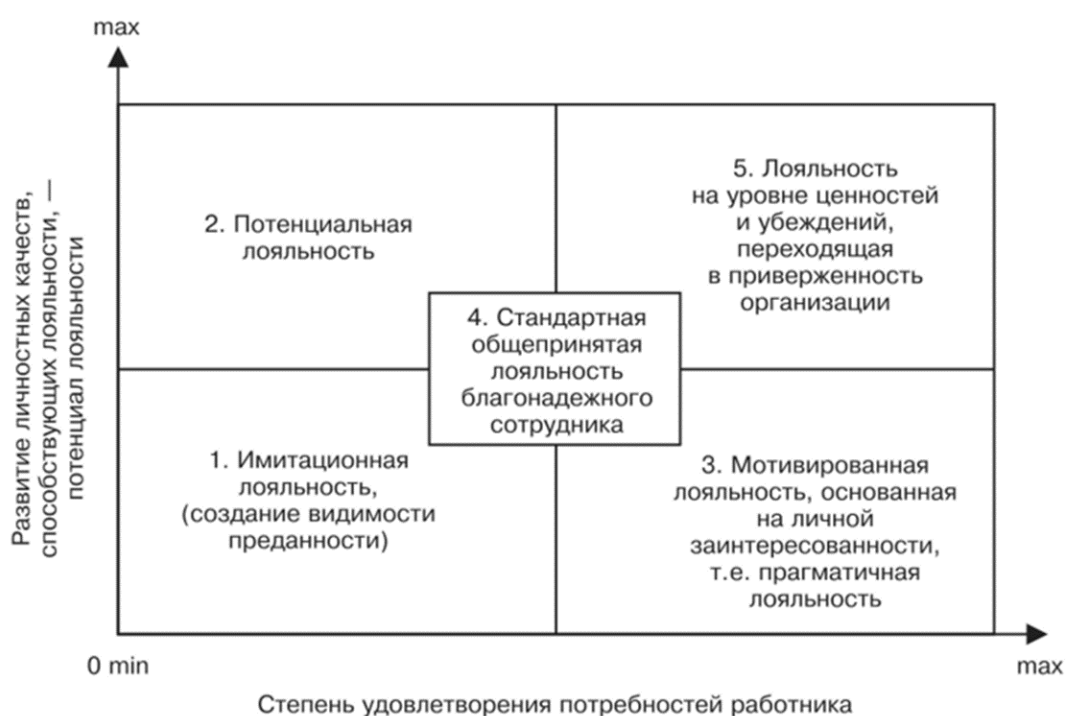 max
Развитие личностных качеств,
способствующих лояльности, —
потенциал лояльности
2. Потенциальная
лояльность
5. Лояльность
на уровне ценностей
и убеждений,
переходящая
в приверженность
организации
4. Стандартная
общепринятая
лояльность
благонадежного
сотрудника
1. Имитационная
лояльность,
(создание видимости
преданности)
3. Мотивированная
лояльность, основанная
на личной
заинтересованности,
т.е. прагматичная
лояльность
0 min
max
Степень удовлетворения потребностей работника